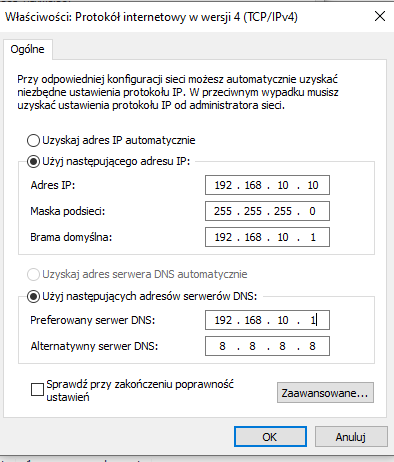 Właściwości: Protokół internetowy w wersji 4 (TCP/IPv4)
Ogólne
Przy odpowiedniej konfiguracji sieci możesz automatycznie uzyskać
niezbędne ustawienia protokołu IP. W przeciwnym wypadku musisz
uzyskać ustawienia protokołu IP od administratora sieci.
Uzyskaj adres IP automatycznie
Użyj następującego adresu IP:
Adres IP: 192 . 168 . 10 . 10
Maska podsieci: 255 . 255 . 255 . 0
Brama domyślna: 192 . 168 . 10 . 1
Uzyskaj adres serwera DNS automatycznie
Użyj następujących adresów serwerów DNS:
Preferowany serwer DNS: 192 . 168 . 10 . 1
Alternatywny serwer DNS: 8 . 8 . 8 . 8
Sprawdź przy zakończeniu poprawność
ustawień
Zaawansowane...
OK Anuluj